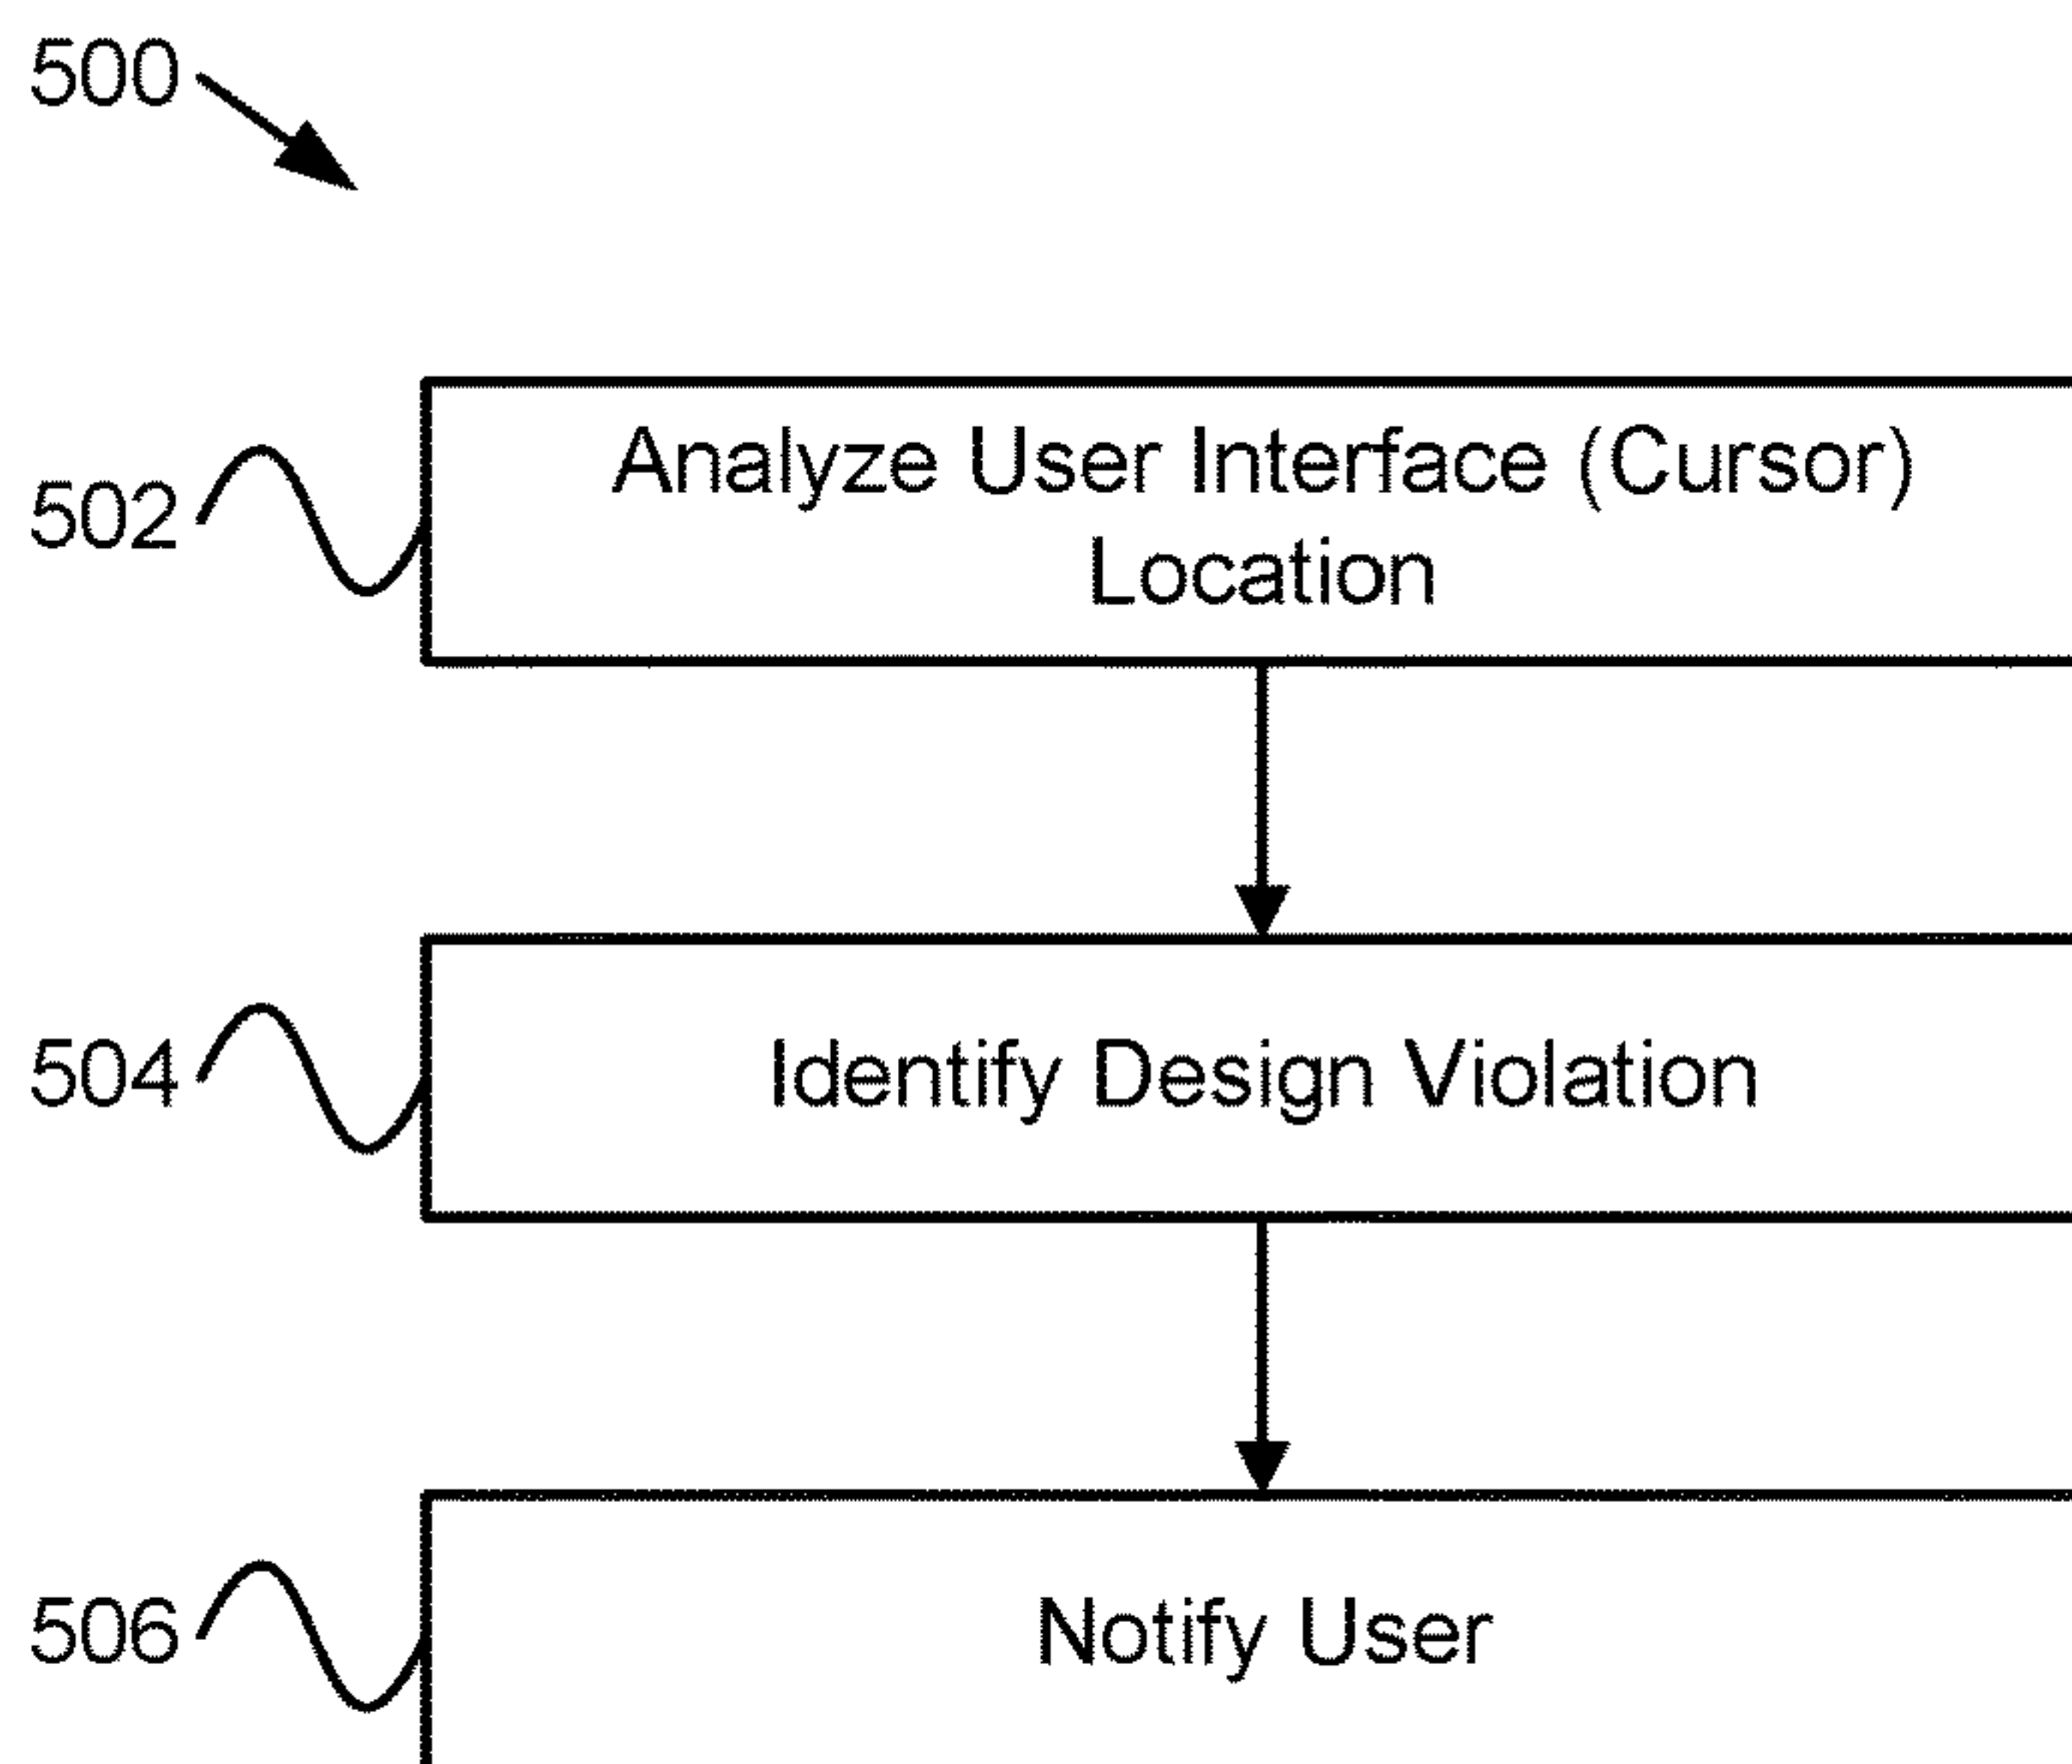 500
502
Analyze User Interface (Cursor)
Location
504
Identify Design Violation
506
Notify User